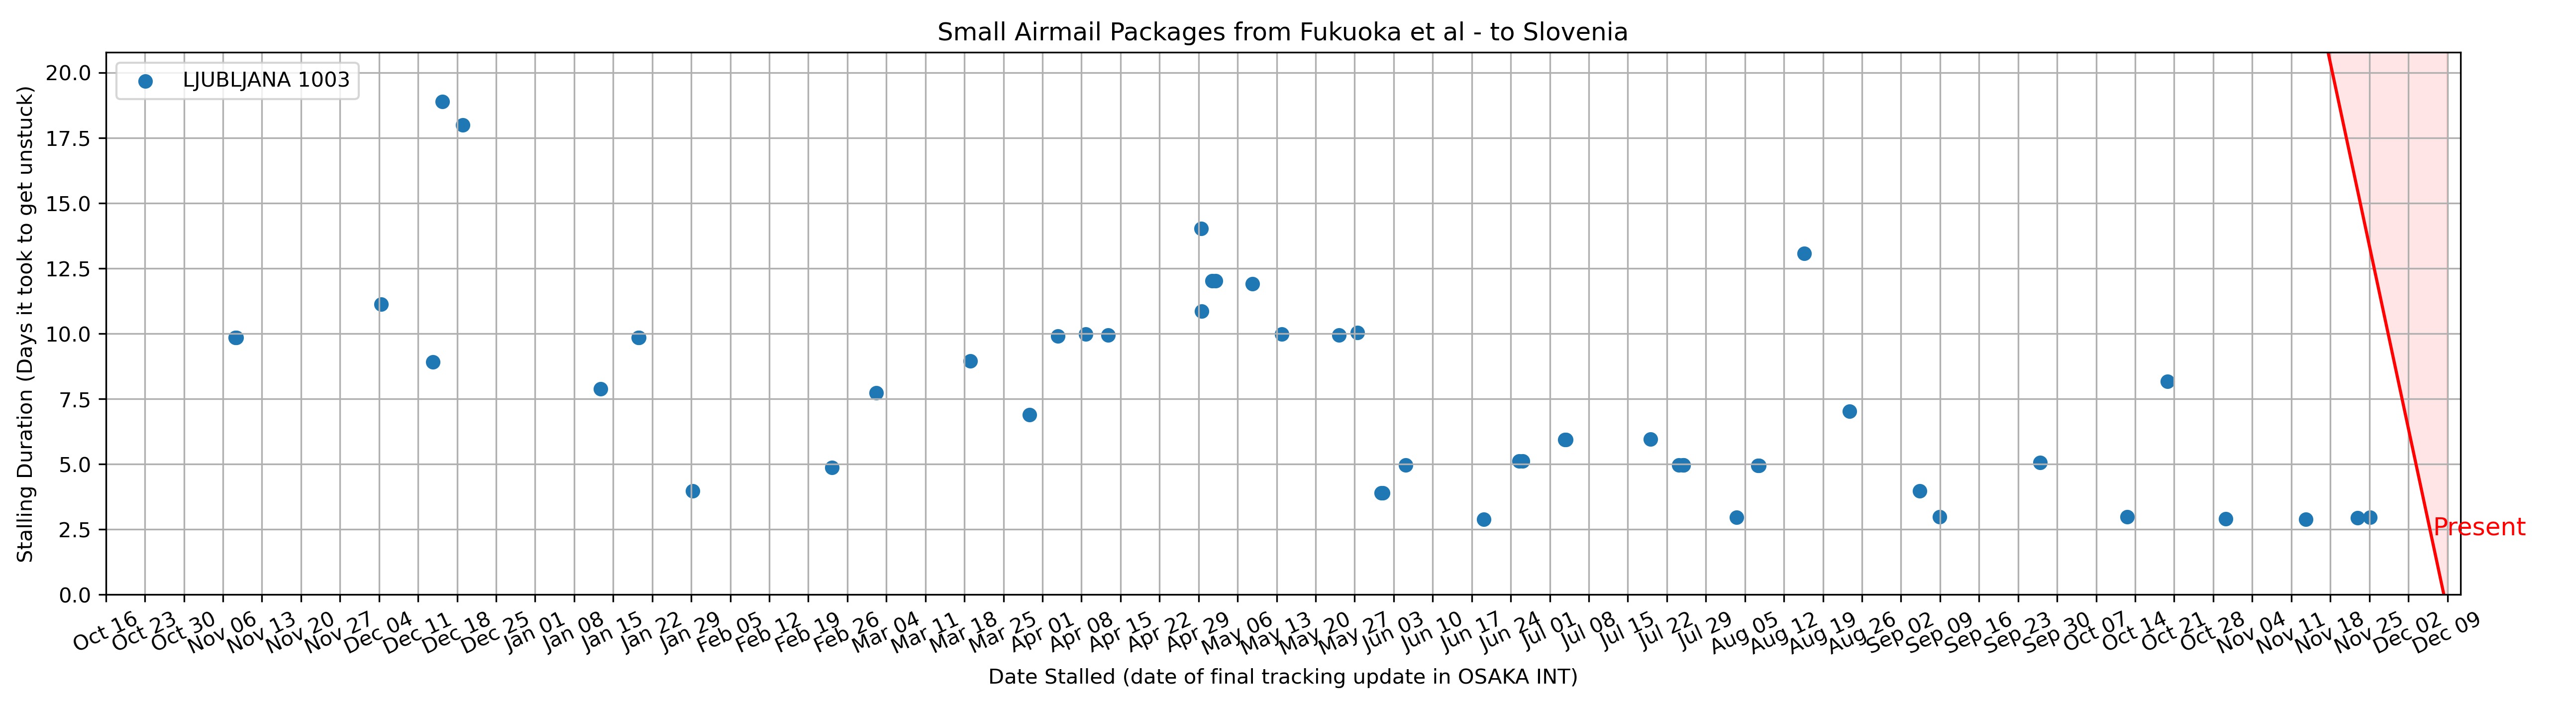 Small Airmail Packages from Fukuoka et al - to Slovenia
LJUBLJANA 1003
Stalling Duration (Days it took to get unstuck)
20.0
17.5
15.0
12.5
10.0
7.5
5.0
2.5
0.0
Present
Oct 16
Oct 23
Oct 30
Nov 06
Nov 13
Nov 20
Nov 27
Dec 04
Dec 11
Dec 18
Dec 25
Jan 01
Jan 08
Jan 15
Jan 22
Jan 29
Feb 05
Feb 12
Feb 19
Feb 26
Mar 04
Mar 11
Mar 18
Mar 25
Apr 01
Apr 08
Apr 15
Apr 22
Apr 29
May 06
May 13
May 20
May 27
Jun 03
Jun 10
Jun 17
Jun 24
Jul 01
Jul 08
Jul 15
Jul 22
Jul 29
Aug 05
Aug 12
Aug 19
Aug 26
Sep 02
Sep 09
Sep 16
Sep 23
Sep 30
Oct 07
Oct 14
Oct 21
Oct 28
Nov 04
Nov 11
Nov 18
Nov 25
Dec 02
Dec 09
Date Stalled (date of final tracking update in OSAKA INT)